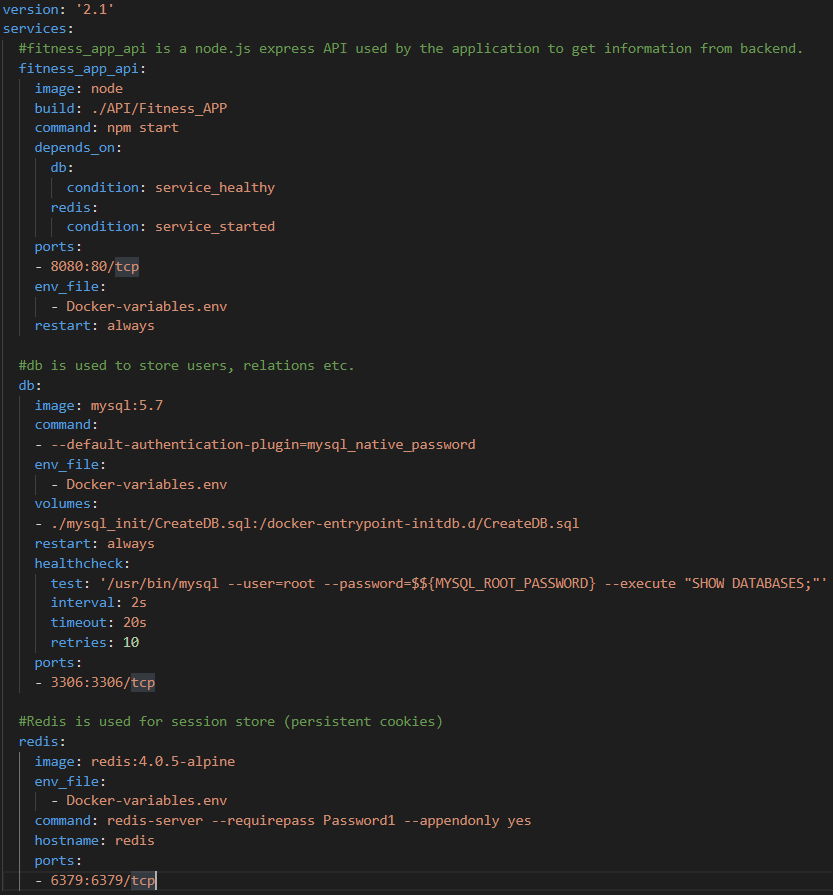 version: '2.1'
services:
#fitness_app_api is a node.js express API used by the application to get information from backend.
fitness_app_api:
image: node
build: ./API/Fitness_APP
command: npm start
depends_on:
db:
condition: service_healthy
redis:
condition: service_started
ports:
- 8080:80/tcp
env_file:
- Docker-variables.env
restart: always
#db is used to store users, relations etc.
db:
image: mysql:5.7
command:
- --default-authentication-plugin=mysql_native_password
env_file:
- Docker-variables.env
volumes:
- ./mysql_init/CreateDB.sql:/docker-entrypoint-initdb.d/CreateDB.sql
restart: always
healthcheck:
test: '/usr/bin/mysql --user=root --password=$${MYSQL_ROOT_PASSWORD} --execute "SHOW DATABASES;"'
interval: 2s
timeout: 20s
retries: 10
ports:
- 3306:3306/tcp
#Redis is used for session store (persistent cookies)
redis:
image: redis:4.0.5-alpine
env_file:
- Docker-variables.env
command: redis-server --requirepass Password1 --appendonly yes
hostname: redis
ports:
- 6379:6379/tcp